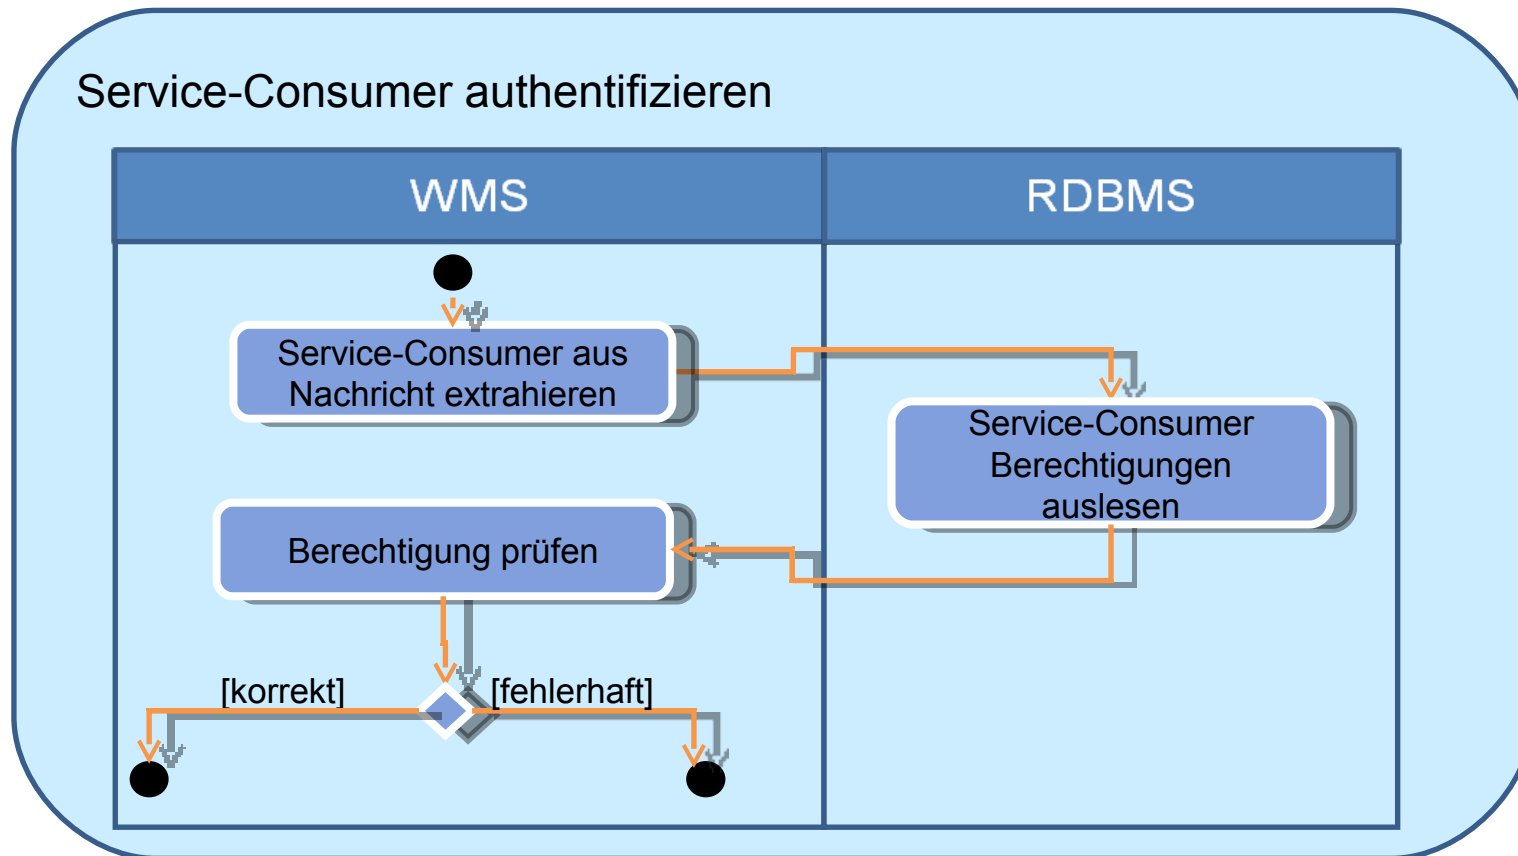 Service-Consumer authentifizieren
WMS
RDBMS
Service-Consumer aus
Nachricht extrahieren
Service-Consumer
Berechtigungen
auslesen
Berechtigung prüfen
[korrekt]
[fehlerhaft]